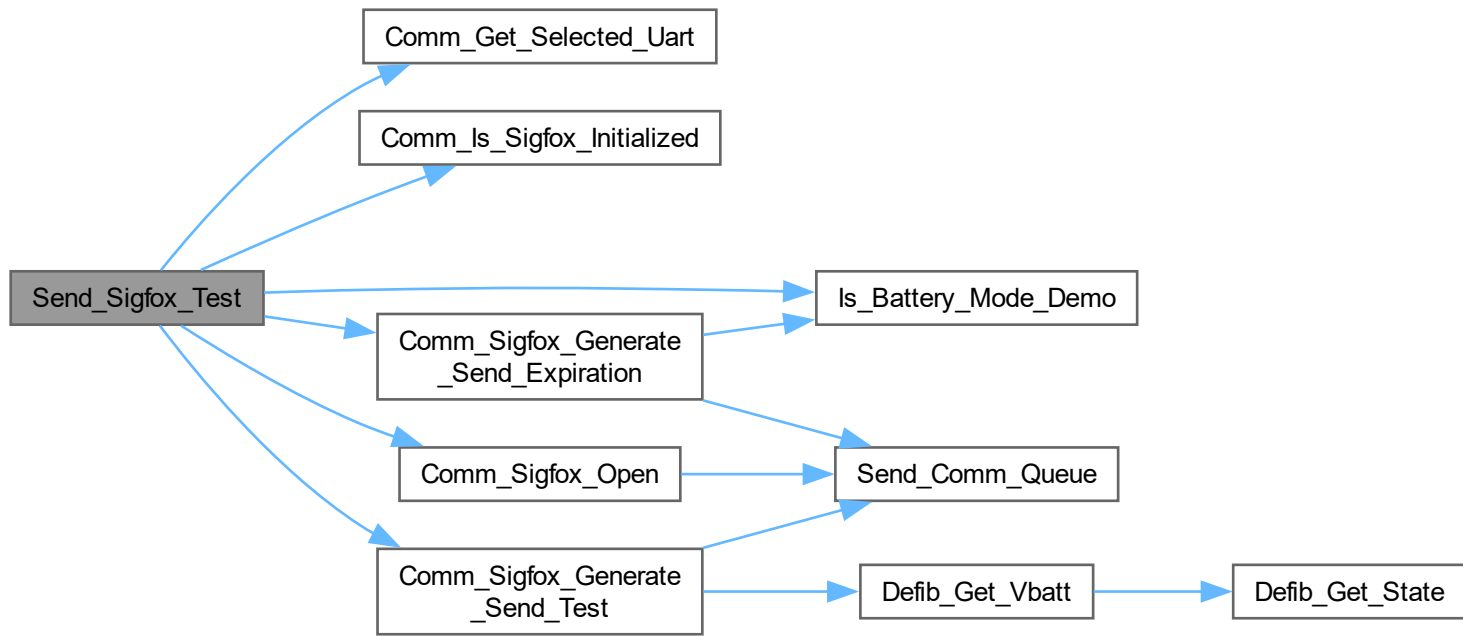 Comm_Get_Selected_Uart
Comm_Is_Sigfox_Initialized
Send_Sigfox_Test
Is_Battery_Mode_Demo
Comm_Sigfox_Generate
_Send_Expiration
Comm_Sigfox_Open
Send_Comm_Queue
Comm_Sigfox_Generate
_Send_Test
Defib_Get_Vbatt
Defib_Get_State